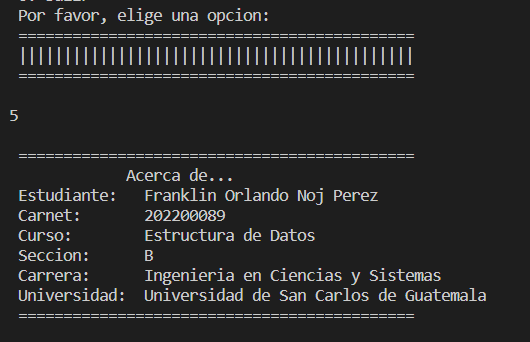 Por favor, elige una opcion:
============================================
||||||||||||||||||||||||||||||||||||||||||||
============================================
5
============================================
Acerca de...
Estudiante: Franklin Orlando Noj Perez
Carnet: 202200089
Curso: Estructura de Datos
Seccion: B
Carrera: Ingenieria en Ciencias y Sistemas
Universidad: Universidad de San Carlos de Guatemala
============================================